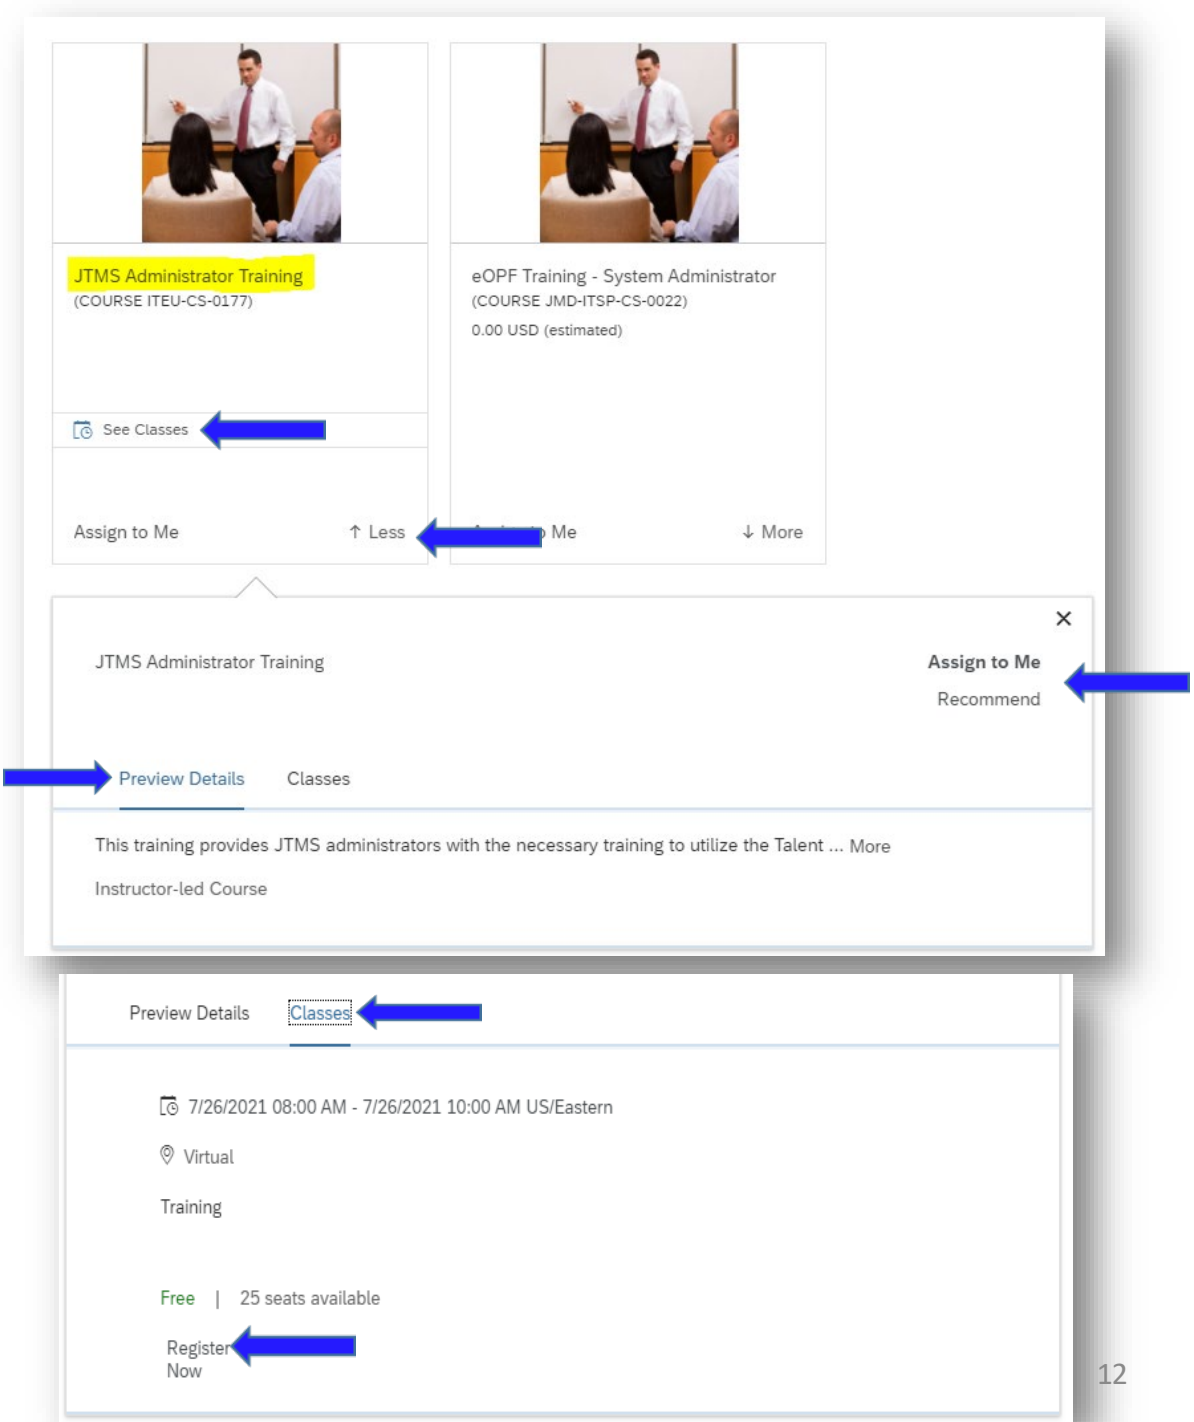 JTMS Administrator Training
(COURSE ITEU-CS-0177)
See Classes
Assign to Me
↑ Less
eOPF Training - System Administrator
(COURSE JMD-ITSP-CS-0022)
0.00 USD (estimated)
Me
↓ More
×
JTMS Administrator Training
Assign to Me
Recommend
Preview Details Classes
This training provides JTMS administrators with the necessary training to utilize the Talent ... More
Instructor-led Course
Preview Details Classes
7/26/2021 08:00 AM - 7/26/2021 10:00 AM US/Eastern
Virtual
Training
Free | 25 seats available
Register
Now
12